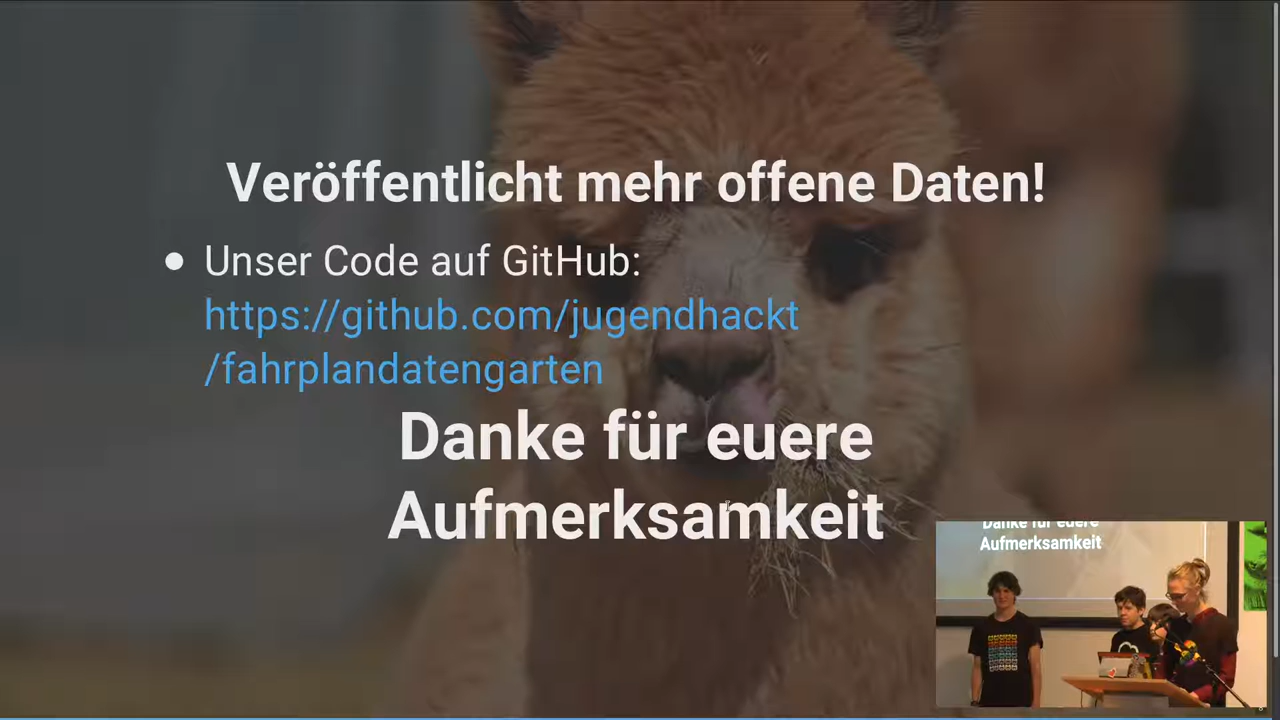 Veröffentlicht mehr offene Daten!
● Unser Code auf GitHub:
https://github.com/jugendhackt
/fahrplandatengarten
Danke für euere
Aufmerksamkeit
Danke für euere
Aufmerksamkeit